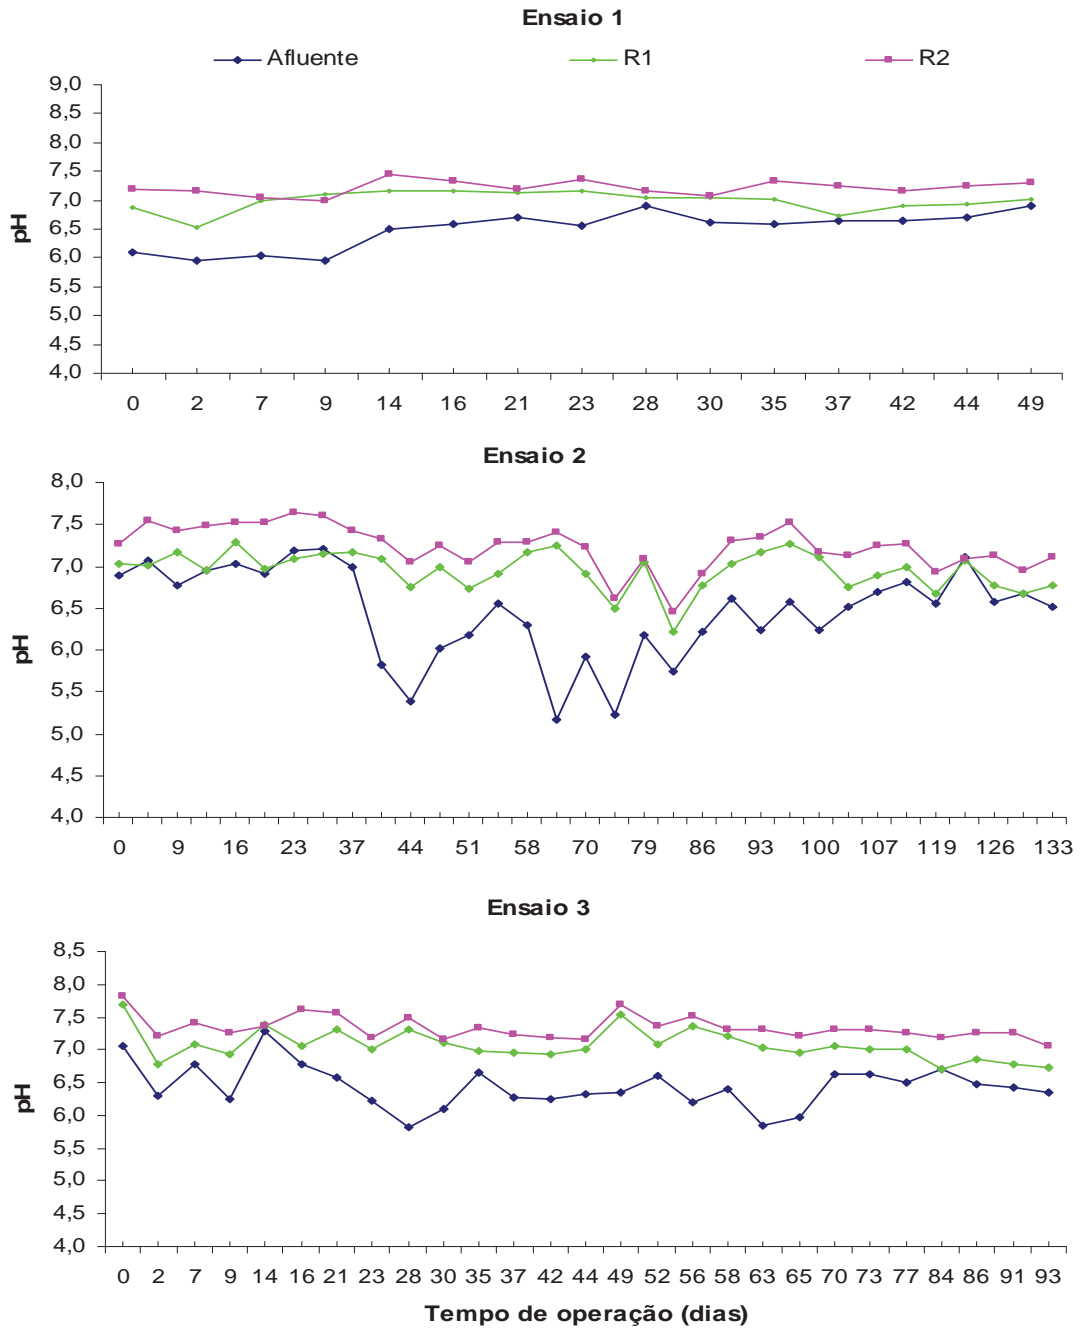 Ensaio 1
Afluente R1 R2
9,0
8,5
8,0
7,5
7,0
6,5
6,0
5,5
5,0
4,5
4,0
pH
0 2 7 9 14 16 21 23 28 30 35 37 42 44 49
Ensaio 2
8,0
7,5
7,0
6,5
6,0
5,5
5,0
4,5
4,0
pH
0 9 16 23 37 44 51 58 70 79 86 93 100 107 119 126 133
Ensaio 3
8,5
8,0
7,5
7,0
6,5
6,0
5,5
5,0
4,5
4,0
pH
0 2 7 9 14 16 21 23 28 30 35 37 42 44 49 52 56 58 63 65 70 73 77 84 86 91 93
Tempo de operação (dias)